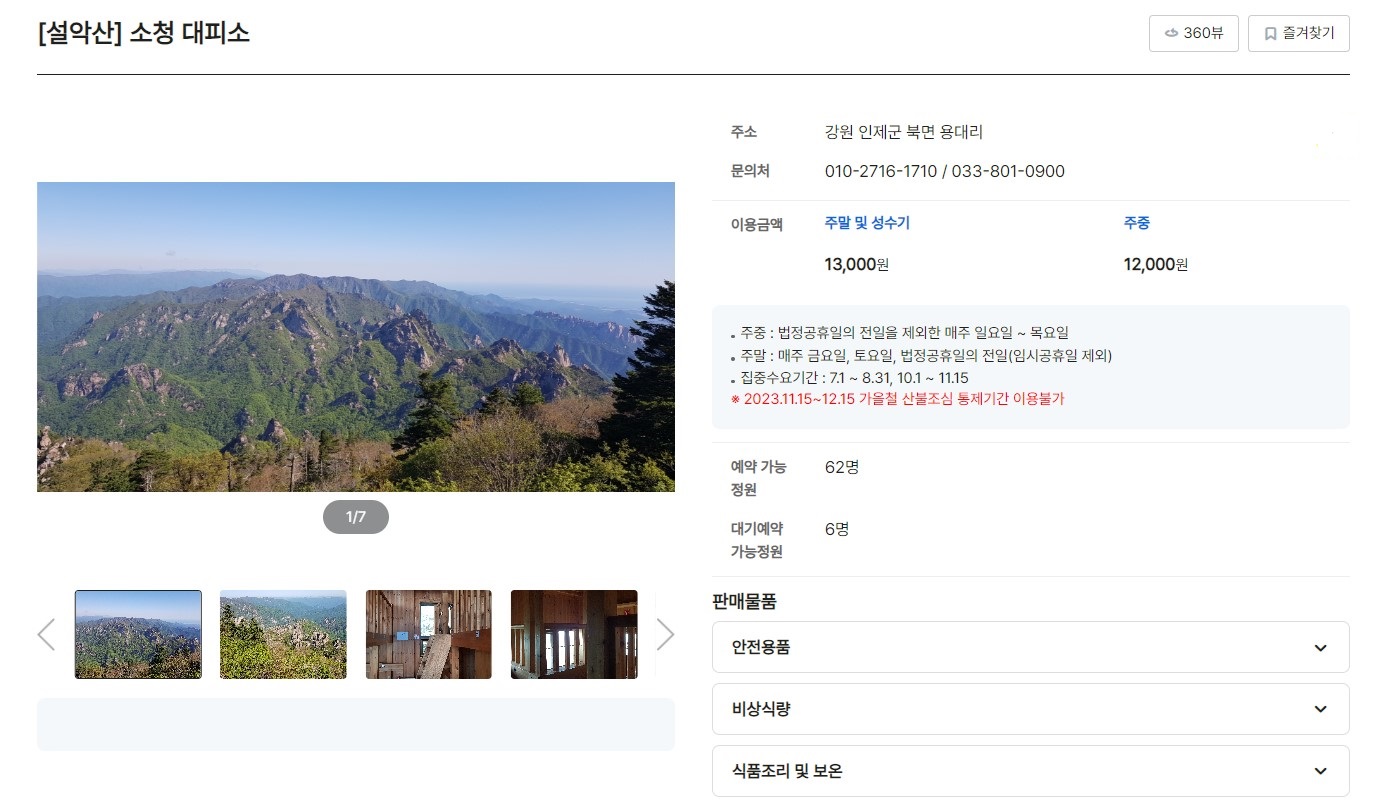 [설악산] 소청 대피소
360뷰
즐겨찾기
주소 강원 인제군 북면 용대리
문의처 010-2716-1710 / 033-801-0900
이용금액 주말 및 성수기 주중
13,000원 12,000원
• 주중 : 법정공휴일의 전일을 제외한 매주 일요일 ~ 목요일
• 주말 : 매주 금요일, 토요일, 법정공휴일의 전일(임시공휴일 제외)
• 집중수요기간 : 7.1 ~ 8.31, 10.1 ~ 11.15
※ 2023.11.15~12.15 가을철 산불조심 통제기간 이용불가
예약 가능 62명
정원
대기예약 6명
가능정원
1/7
판매물품
안전용품
비상식량
식품조리 및 보온